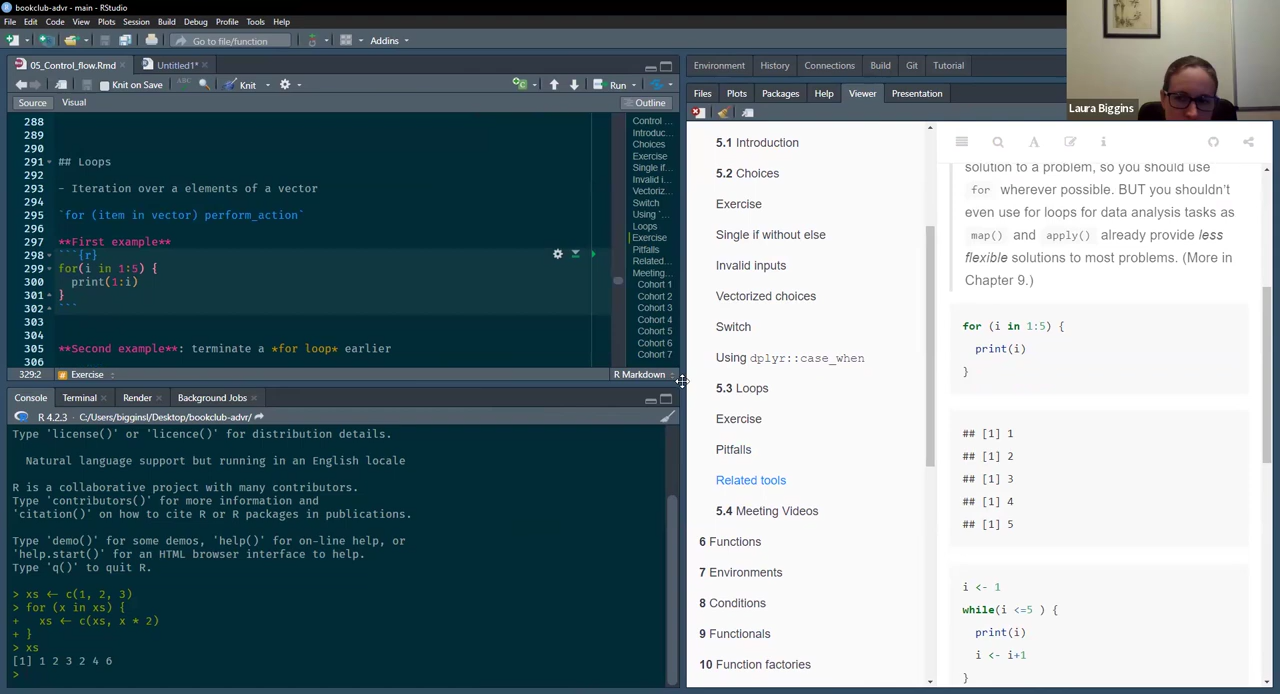 bookclub-advr - main - RStudio
File Edit Code View Plots Session Build Debug Profile Tools Help
Go to file/function
Addins
05_Control_flow.Rmd
Untitled1*
Knit on Save
ABC
Knit
Run
Source
Visual
Outline
288
289
290
291 ## Loops
292
293 - Iteration over a elements of a vector
294
295 `for (item in vector) perform_action`
296
297 **First example**
298 ```{r}
299 for(i in 1:5) {
300 print(1:i)
301 }
302 ```
303
304
305 **Second example**: terminate a *for loop* earlier
306
Control ...
Introduc...
Choices
Exercise
Single if...
Invalid i...
Vectoriz...
Switch
Using `...
Loops
Exercise
Pitfalls
Related...
Meeting...
Cohort 1
Cohort 2
Cohort 3
Cohort 4
Cohort 5
Cohort 6
Cohort 7
329:2
Exercise
R Markdown
Console Terminal Render Background Jobs
R 4.2.3 . C:/Users/bigginsl/Desktop/bookclub-advr/
Type 'license()' or 'licence()' for distribution details.
Natural language support but running in an English locale
R is a collaborative project with many contributors.
Type 'contributors()' for more information and
'citation()' on how to cite R or R packages in publications.
Type 'demo()' for some demos, 'help()' for on-line help, or
'help.start()' for an HTML browser interface to help.
Type 'q()' to quit R.
> xs <- c(1, 2, 3)
> for (x in xs) {
+ xs <- c(xs, x * 2)
+ }
> xs
[1] 1 2 3 2 4 6
>
Environment History Connections Build Git Tutorial
Files Plots Packages Help Viewer Presentation
5.1 Introduction
5.2 Choices
Exercise
Single if without else
Invalid inputs
Vectorized choices
Switch
Using dplyr::case_when
5.3 Loops
Exercise
Pitfalls
Related tools
5.4 Meeting Videos
6 Functions
7 Environments
8 Conditions
9 Functionals
10 Function factories
A
i
solution to a problem, so you should use
for wherever possible. BUT you shouldn't
even use for loops for data analysis tasks as
map() and apply() already provide less
flexible solutions to most problems. (More in
Chapter 9.)
for (i in 1:5) {
print(i)
}
## [1] 1
## [1] 2
## [1] 3
## [1] 4
## [1] 5
i <- 1
while(i <=5 ) {
print(i)
i <- i+1
}
Laura Biggins